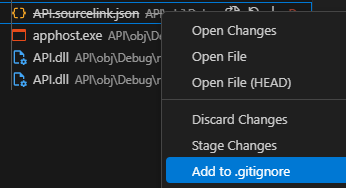 API.sourcelink.json
apphost.exe API\obj\De
API.dll API\obj\Debug\r
API.dll API\obj\Debug\r
Open Changes
Open File
Open File (HEAD)
Discard Changes
Stage Changes
Add to .gitignore